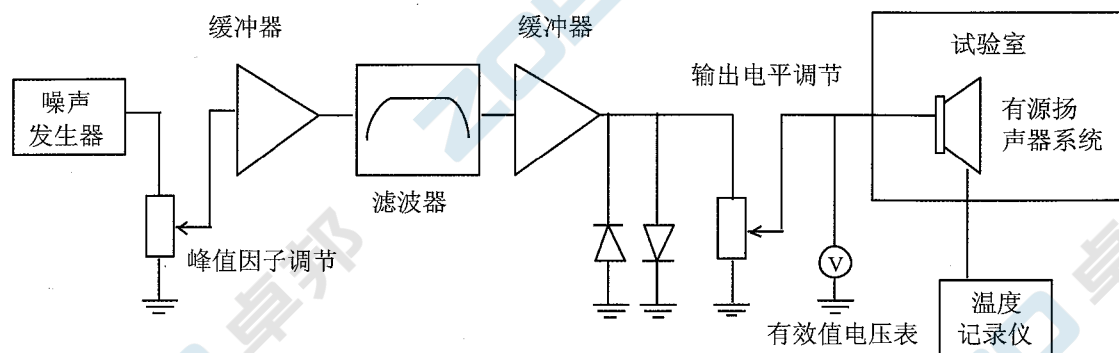 缓冲器
缓冲器
试验室
输出电平调节
噪声
发生器
有源扬
声器系统
滤波器
峰值因子调节
V
温度
记录仪
有效值电压表
卓邦